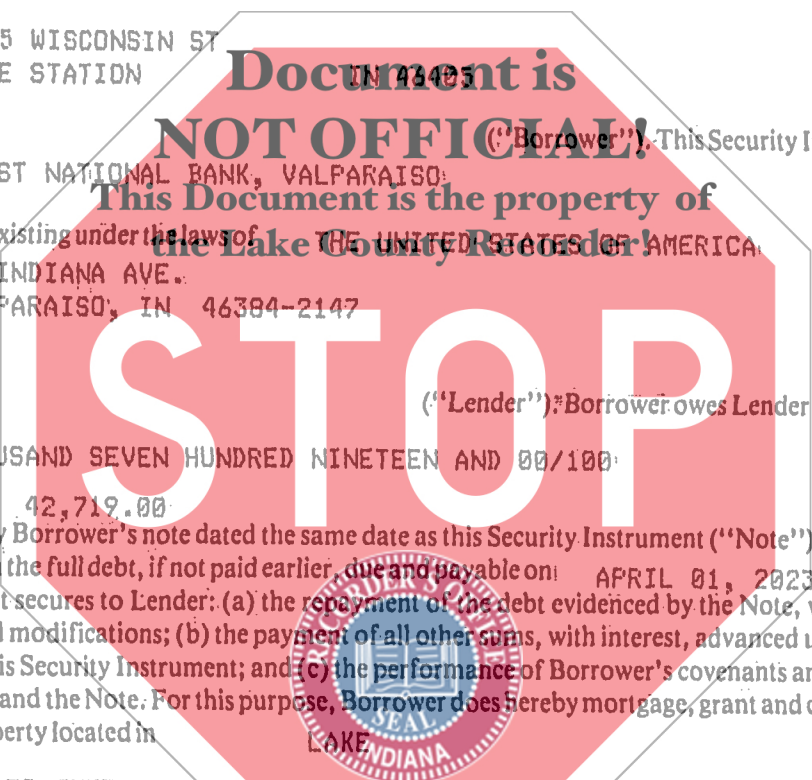 5 WISCONSIN ST
E STATION IN 46405
Document is
NOT OFFICIAL!
("Borrower"). This Security I
ST NATIONAL BANK, VALPARAISO
This Document is the property of
the Lake County Recorder!
xisting under the laws of THE UNITED STATES OF AMERICA
INDIANA AVE.
PARAISO, IN 46384-2147
STOP
("Lender"). Borrower owes Lender
USAND SEVEN HUNDRED NINETEEN AND 00/100
42,719.00
y Borrower's note dated the same date as this Security Instrument ("Note")
the full debt, if not paid earlier, due and payable on APRIL 01, 2023
t secures to Lender: (a) the repayment of the debt evidenced by the Note,
d modifications; (b) the payment of all other sums, with interest, advanced u
is Security Instrument; and (c) the performance of Borrower's covenants a
and the Note. For this purpose, Borrower does hereby mortgage, grant and c
perty located in LAKE
RECORDER'S OFFICE
SEAL
INDIANA